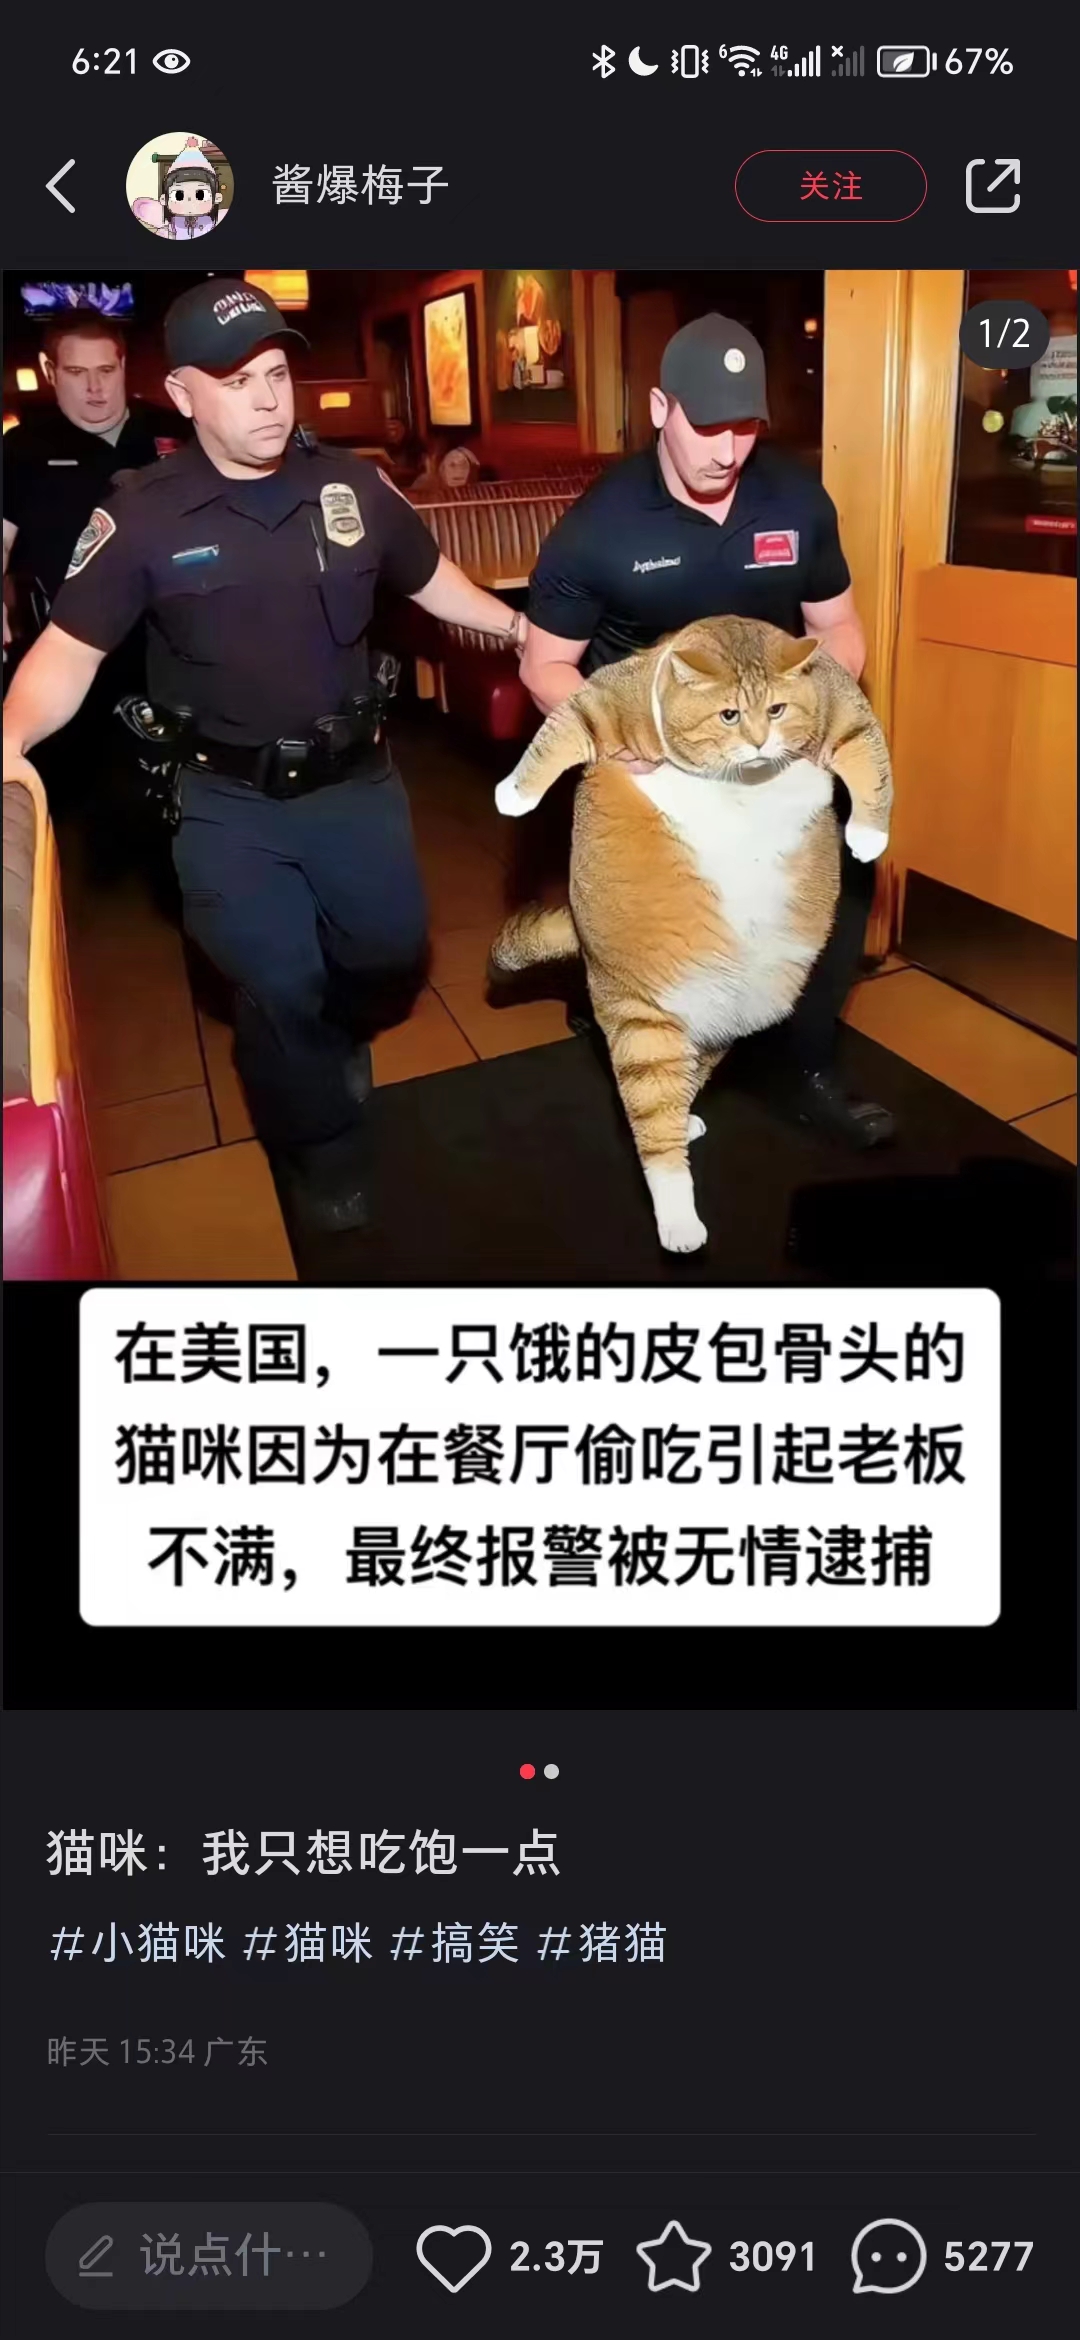 6:21
6
4G
67%
酱爆梅子
关注
1/2
在美国，一只饿的皮包骨头的
猫咪因为在餐厅偷吃引起老板
不满，最终报警被无情逮捕
猫咪：我只想吃饱一点
#小猫咪 #猫咪 #搞笑 #猪猫
昨天 15:34 广东
说点什…
2.3万
3091
5277